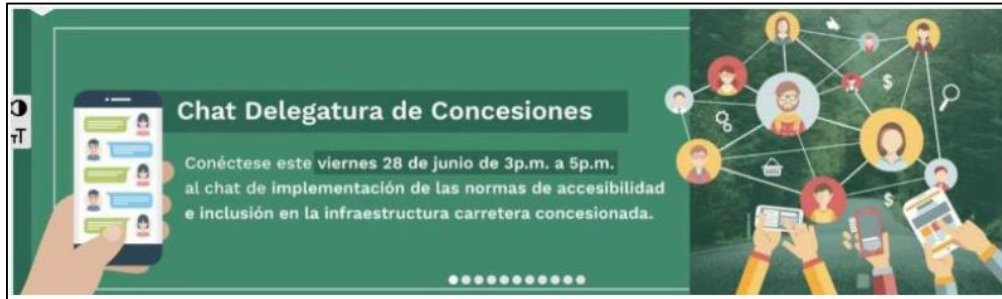 Chat Delegatura de Concesiones
Conéctese este viernes 28 de junio de 3p.m. a 5p.m.
al chat de implementación de las normas de accesibilidad
e inclusión en la infraestructura carretera concesionada.
TT
$
$
$